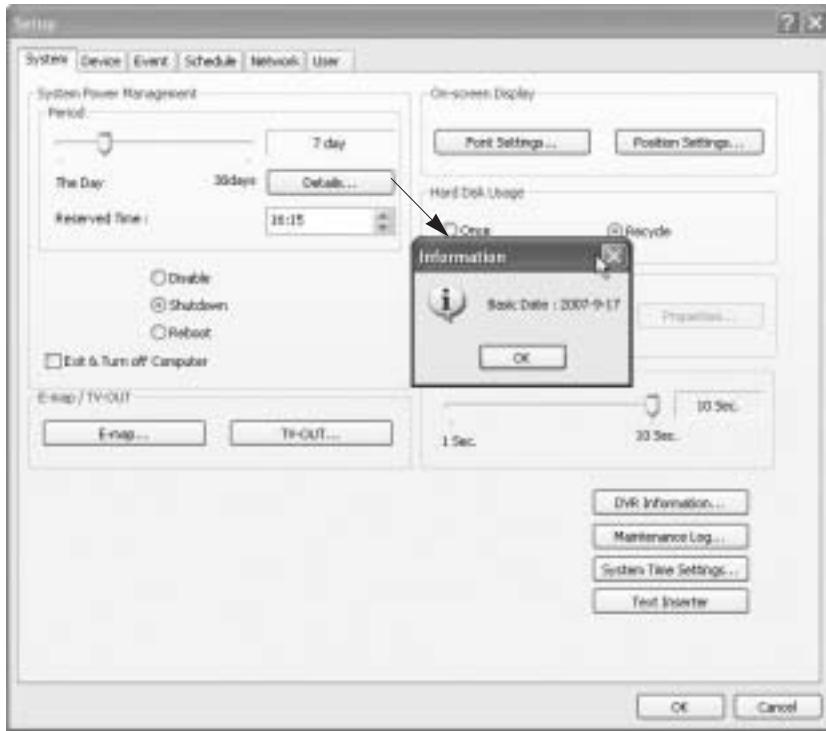 Setup
System Device Event Schedule Network User
System Power Management
Period
7 day
The Day 30days Details...
Reserved Time : 16:15
Disable
Shutdown
Reboot
Exit & Turn off Computer
E-map / TV-OUT
E-map... TV-OUT...
On-screen Display
Font Settings... Position Settings...
Hard Disk Usage
Once Recycle
Information
Basic Date : 2007-9-17
OK
Properties...
10 Sec.
1 Sec. 10 Sec.
DVR Information...
Maintenance Log...
System Time Settings...
Text Inserter
OK Cancel